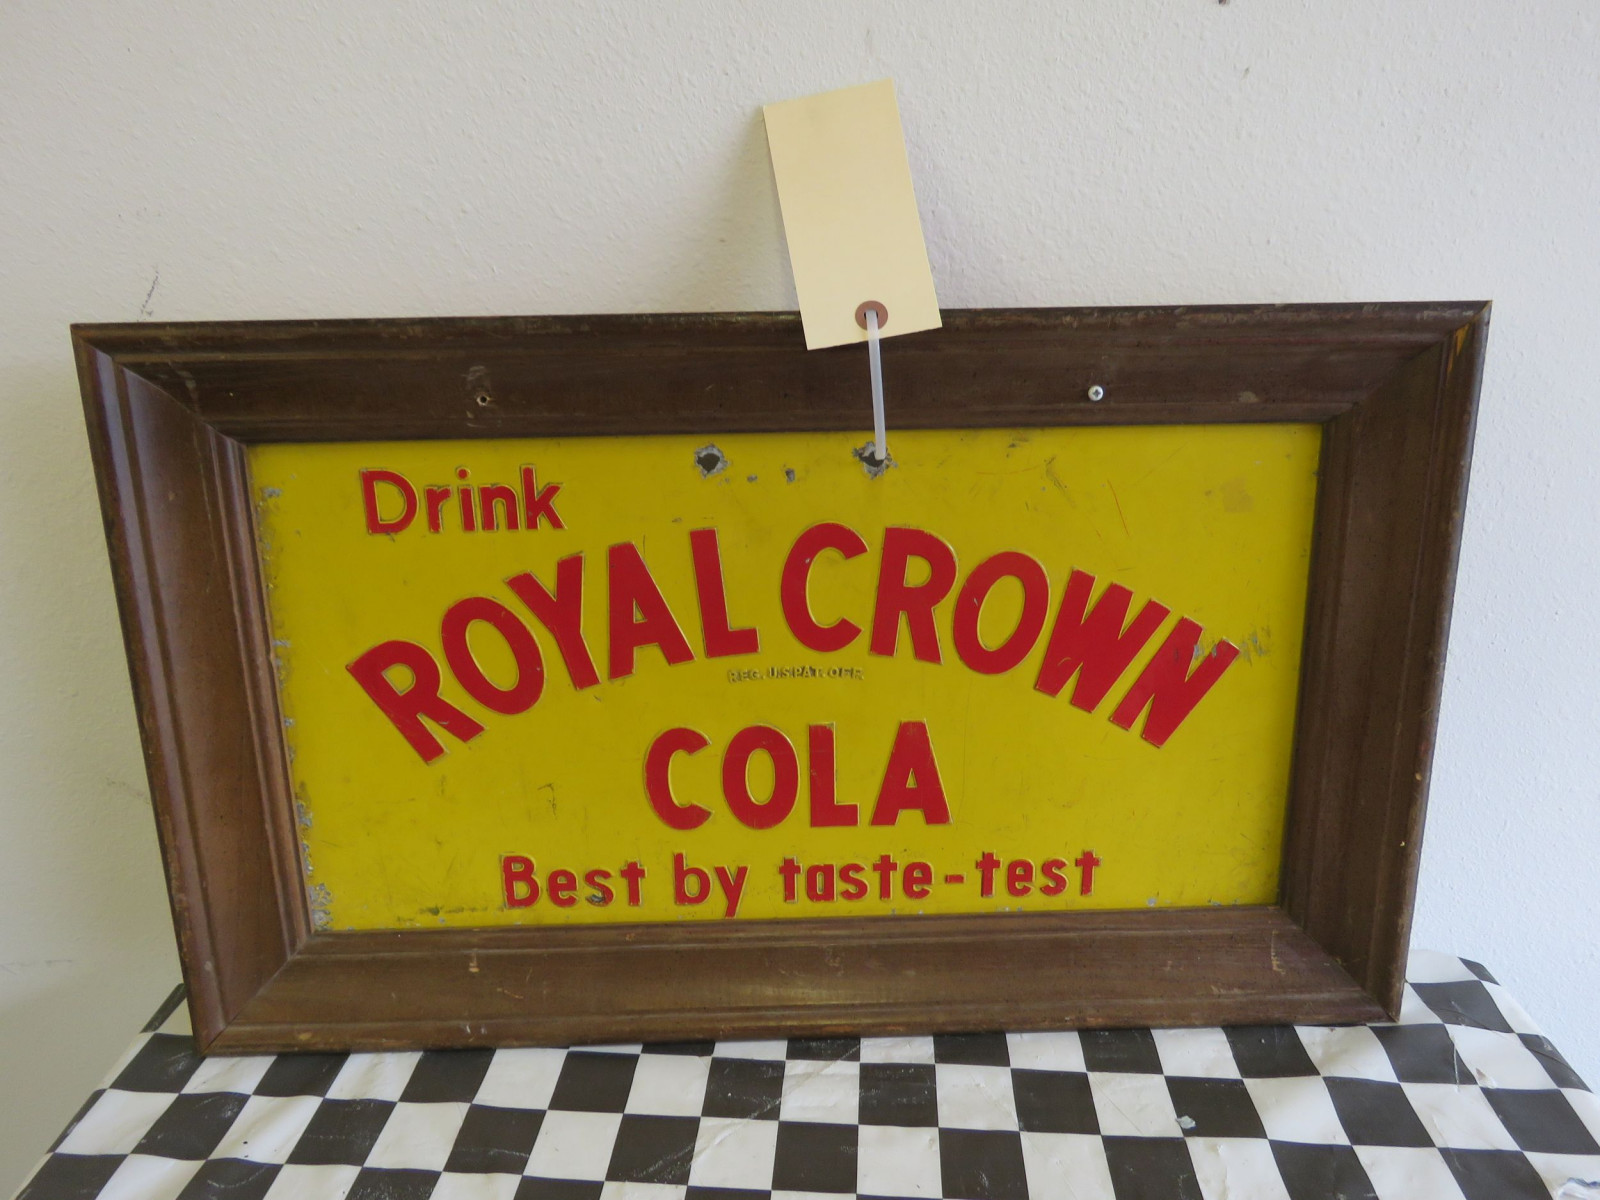 Drink
ROYAL CROWN
REG. U.S.PAT. OFF.
COLA
Best by taste-test